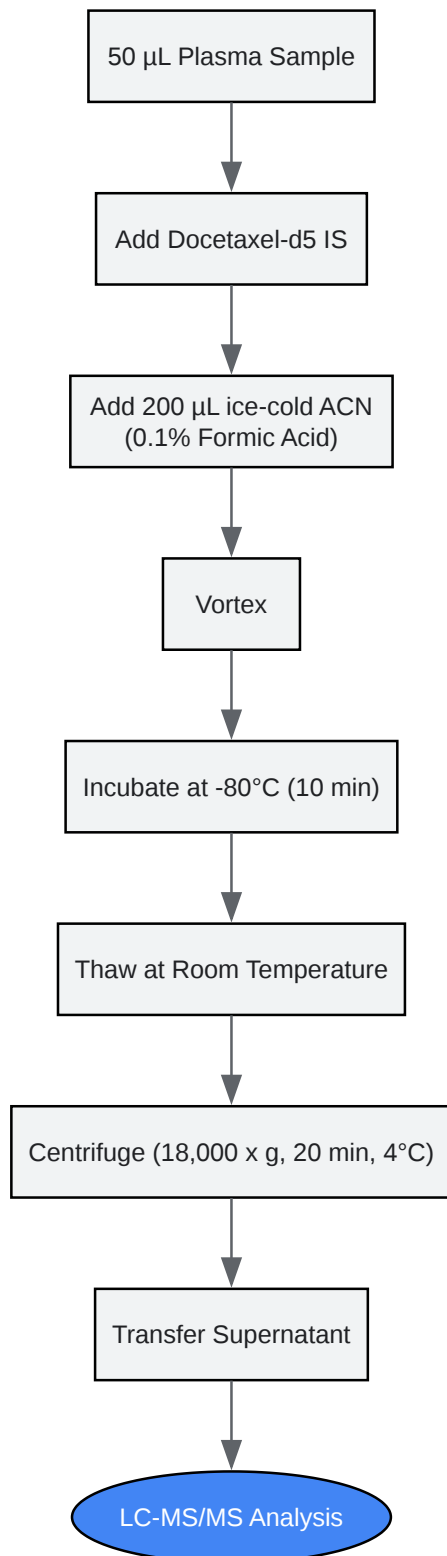 50 µL Plasma Sample
Add Docetaxel-d5 IS
Add 200 µL ice-cold ACN
(0.1% Formic Acid)
Vortex
Incubate at -80°C (10 min)
Thaw at Room Temperature
Centrifuge (18,000 x g, 20 min, 4°C)
Transfer Supernatant
LC-MS/MS Analysis